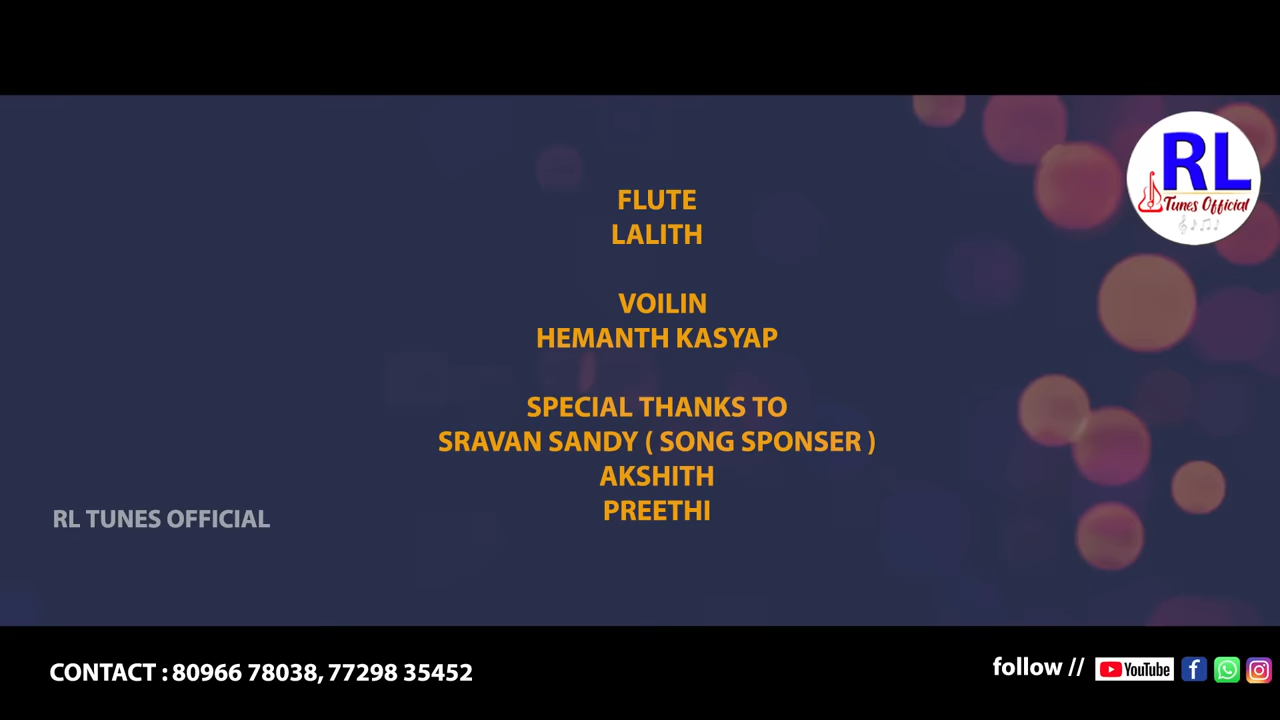 RL
Tunes Official
FLUTE
LALITH
VOILIN
HEMANTH KASYAP
SPECIAL THANKS TO
SRAVAN SANDY ( SONG SPONSER )
AKSHITH
PREETHI
RL TUNES OFFICIAL
CONTACT : 80966 78038, 77298 35452
follow // YouTube